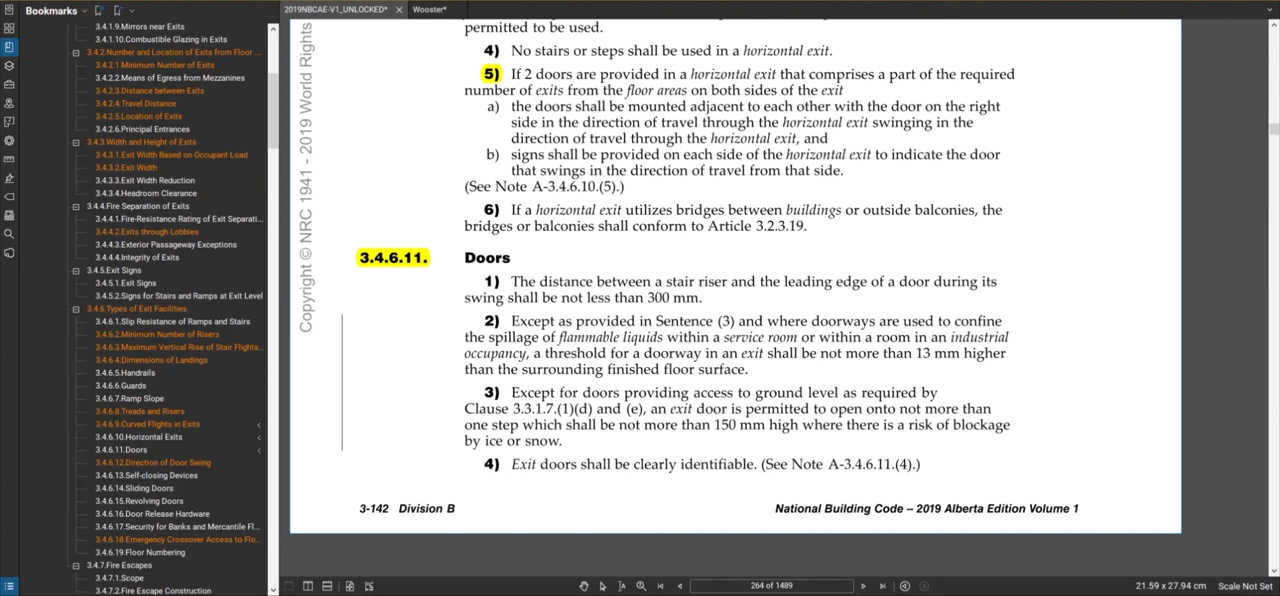 Bookmarks
3.4.1.9.Mirrors near Exits
3.4.1.10.Combustible Glazing in Exits
3.4.2.Number and Location of Exits from Floor ...
3.4.2.1.Minimum Number of Exits
3.4.2.2.Means of Egress from Mezzanines
3.4.2.3.Distance between Exits
3.4.2.4.Travel Distance
3.4.2.5.Location of Exits
3.4.2.6.Principal Entrances
3.4.3.Width and Height of Exits
3.4.3.1.Exit Width Based on Occupant Load
3.4.3.2.Exit Width
3.4.3.3.Exit Width Reduction
3.4.3.4.Headroom Clearance
3.4.4.Fire Separation of Exits
3.4.4.1.Fire-Resistance Rating of Exit Separati...
3.4.4.2.Exits through Lobbies
3.4.4.3.Exterior Passageway Exceptions
3.4.4.4.Integrity of Exits
3.4.5.Exit Signs
3.4.5.1.Exit Signs
3.4.5.2.Signs for Stairs and Ramps at Exit Level
3.4.6.Types of Exit Facilities
3.4.6.1.Slip Resistance of Ramps and Stairs
3.4.6.2.Minimum Number of Risers
3.4.6.3.Maximum Vertical Rise of Stair Flights...
3.4.6.4.Dimensions of Landings
3.4.6.5.Handrails
3.4.6.6.Guards
3.4.6.7.Ramp Slope
3.4.6.8.Treads and Risers
3.4.6.9.Curved Flights in Exits
3.4.6.10.Horizontal Exits
3.4.6.11.Doors
3.4.6.12.Direction of Door Swing
3.4.6.13.Self-closing Devices
3.4.6.14.Sliding Doors
3.4.6.15.Revolving Doors
3.4.6.16.Door Release Hardware
3.4.6.17.Security for Banks and Mercantile Fl...
3.4.6.18.Emergency Crossover Access to Flo...
3.4.6.19.Floor Numbering
3.4.7.Fire Escapes
3.4.7.1.Scope
3.4.7.2.Fire Escape Construction
2019NBCAE-V1_UNLOCKED*
Wooster*
Copyright © NRC 1941 - 2019 World Rights
permitted to be used.
4) No stairs or steps shall be used in a horizontal exit.
5) If 2 doors are provided in a horizontal exit that comprises a part of the required
number of exits from the floor areas on both sides of the exit
a) the doors shall be mounted adjacent to each other with the door on the right
side in the direction of travel through the horizontal exit swinging in the
direction of travel through the horizontal exit, and
b) signs shall be provided on each side of the horizontal exit to indicate the door
that swings in the direction of travel from that side.
(See Note A-3.4.6.10.(5).)
6) If a horizontal exit utilizes bridges between buildings or outside balconies, the
bridges or balconies shall conform to Article 3.2.3.19.
3.4.6.11. Doors
1) The distance between a stair riser and the leading edge of a door during its
swing shall be not less than 300 mm.
2) Except as provided in Sentence (3) and where doorways are used to confine
the spillage of flammable liquids within a service room or within a room in an industrial
occupancy, a threshold for a doorway in an exit shall be not more than 13 mm higher
than the surrounding finished floor surface.
3) Except for doors providing access to ground level as required by
Clause 3.3.1.7.(1)(d) and (e), an exit door is permitted to open onto not more than
one step which shall be not more than 150 mm high where there is a risk of blockage
by ice or snow.
4) Exit doors shall be clearly identifiable. (See Note A-3.4.6.11.(4).)
3-142 Division B
National Building Code – 2019 Alberta Edition Volume 1
264 of 1489
21.59 x 27.94 cm
Scale Not Set